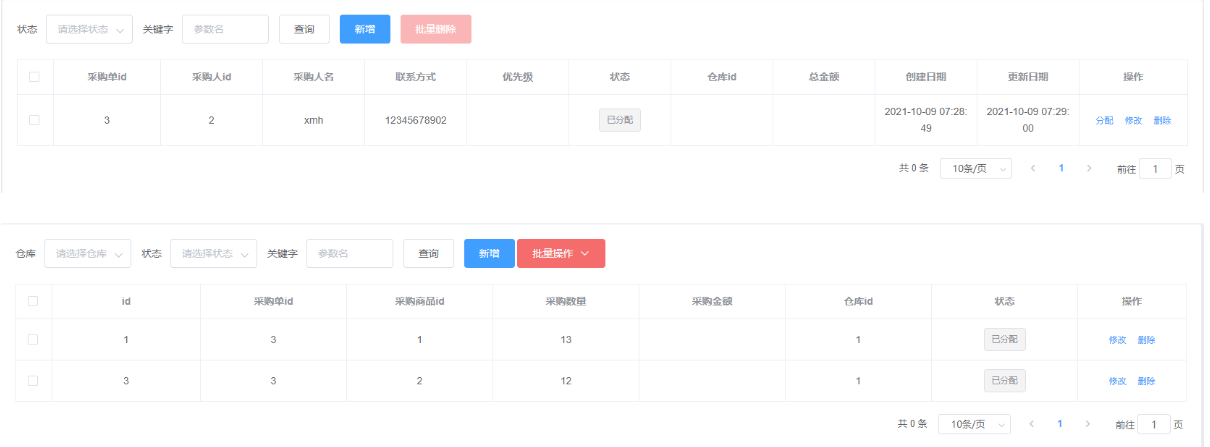 状态 请选择状态 关键字 参数名 查询 新增 批量删除
采购单id 采购人id 采购人名 联系方式 优先级 状态 仓库id 总金额 创建日期 更新日期 操作
3 2 xmh 12345678902 已分配 2021-10-09 07:28: 2021-10-09 07:29: 分配 修改 删除
49 00
共 0 条 10条/页 1 前往 1 页
仓库 请选择仓库 状态 请选择状态 关键字 参数名 查询 新增 批量操作
id 采购单id 采购商品id 采购数量 采购金额 仓库id 状态 操作
1 3 1 13 1 已分配 修改 删除
3 3 2 12 1 已分配 修改 删除
共 0 条 10条/页 1 前往 1 页